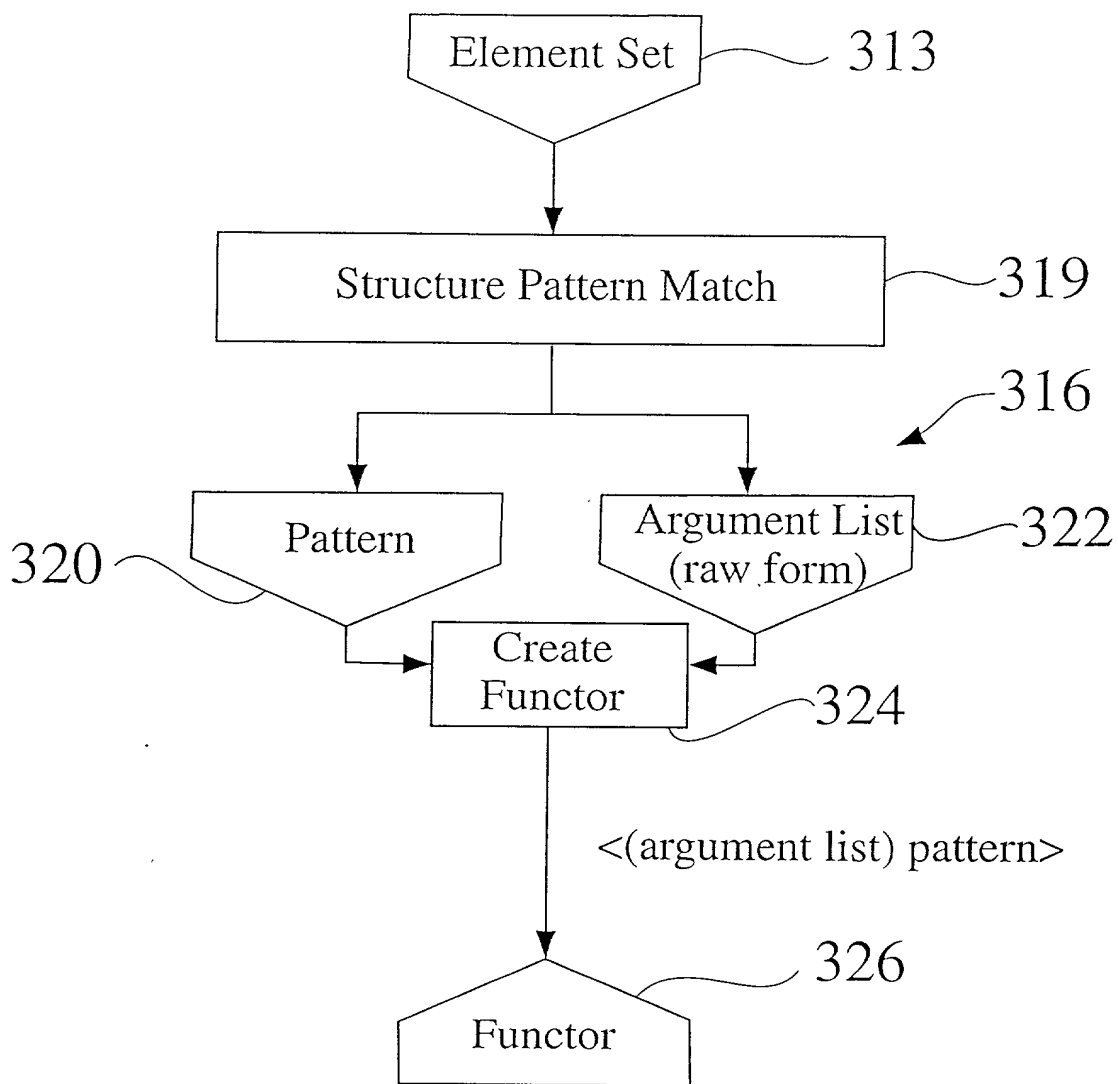 Element Set
313
Structure Pattern Match
319
316
Pattern
Argument List
(raw form)
322
320
Create
Functor
324
<(argument list) pattern>
326
Functor